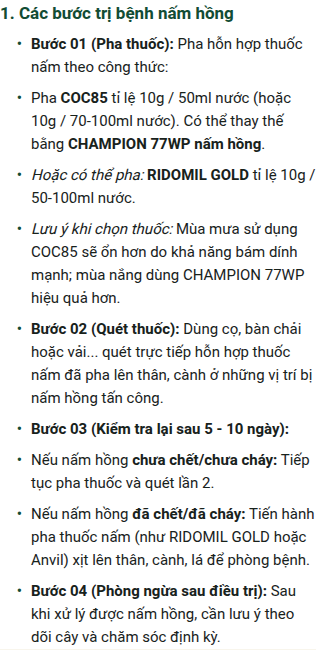 1. Các bước trị bệnh nấm hồng
• Bước 01 (Pha thuốc): Pha hỗn hợp thuốc
nấm theo công thức:
• Pha COC85 tỉ lệ 10g / 50ml nước (hoặc
10g / 70-100ml nước). Có thể thay thế
bằng CHAMPION 77WP nấm hồng.
• Hoặc có thể pha: RIDOMIL GOLD tỉ lệ 10g /
50-100ml nước.
• Lưu ý khi chọn thuốc: Mùa mưa sử dụng
COC85 sẽ ổn hơn do khả năng bám dính
mạnh; mùa nắng dùng CHAMPION 77WP
hiệu quả hơn.
• Bước 02 (Quét thuốc): Dùng cọ, bàn chải
hoặc vải... quét trực tiếp hỗn hợp thuốc
nấm đã pha lên thân, cành ở những vị trí bị
nấm hồng tấn công.
• Bước 03 (Kiểm tra lại sau 5 - 10 ngày):
• Nếu nấm hồng chưa chết/chưa cháy: Tiếp
tục pha thuốc và quét lần 2.
• Nếu nấm hồng đã chết/đã cháy: Tiến hành
pha thuốc nấm (như RIDOMIL GOLD hoặc
Anvil) xịt lên thân, cành, lá để phòng bệnh.
• Bước 04 (Phòng ngừa sau điều trị): Sau
khi xử lý được nấm hồng, cần lưu ý theo
dõi cây và chăm sóc định kỳ.